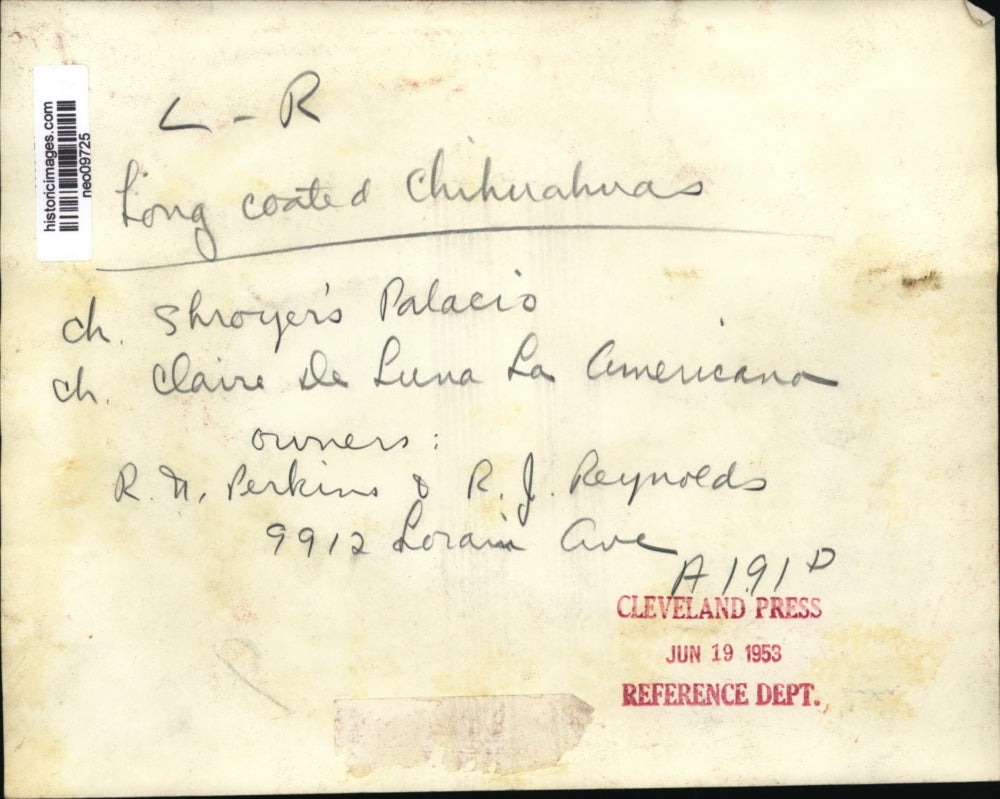 L - R
Long coated Chihuahuas
ch. Shroyer's Palacio
ch. Claire De Luna La Americana
owners:
R. N. Perkins & R. J. Reynolds
9912 Lorain Ave
A191D
CLEVELAND PRESS
JUN 19 1953
REFERENCE DEPT.
historicimages.com
neo09725